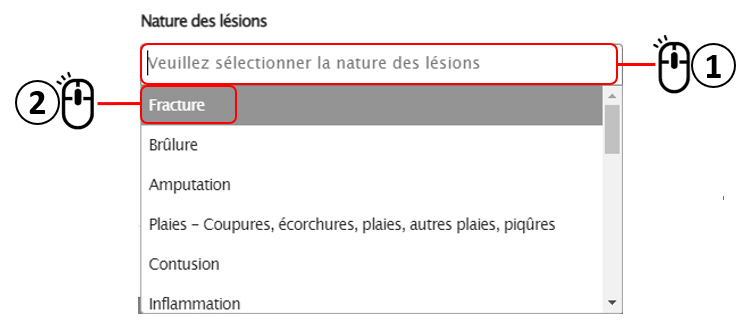 Nature des lésions
Veuillez sélectionner la nature des lésions
1
2
Fracture
Brûlure
Amputation
Plaies – Coupures, écorchures, plaies, autres plaies, piqûres
Contusion
Inflammation